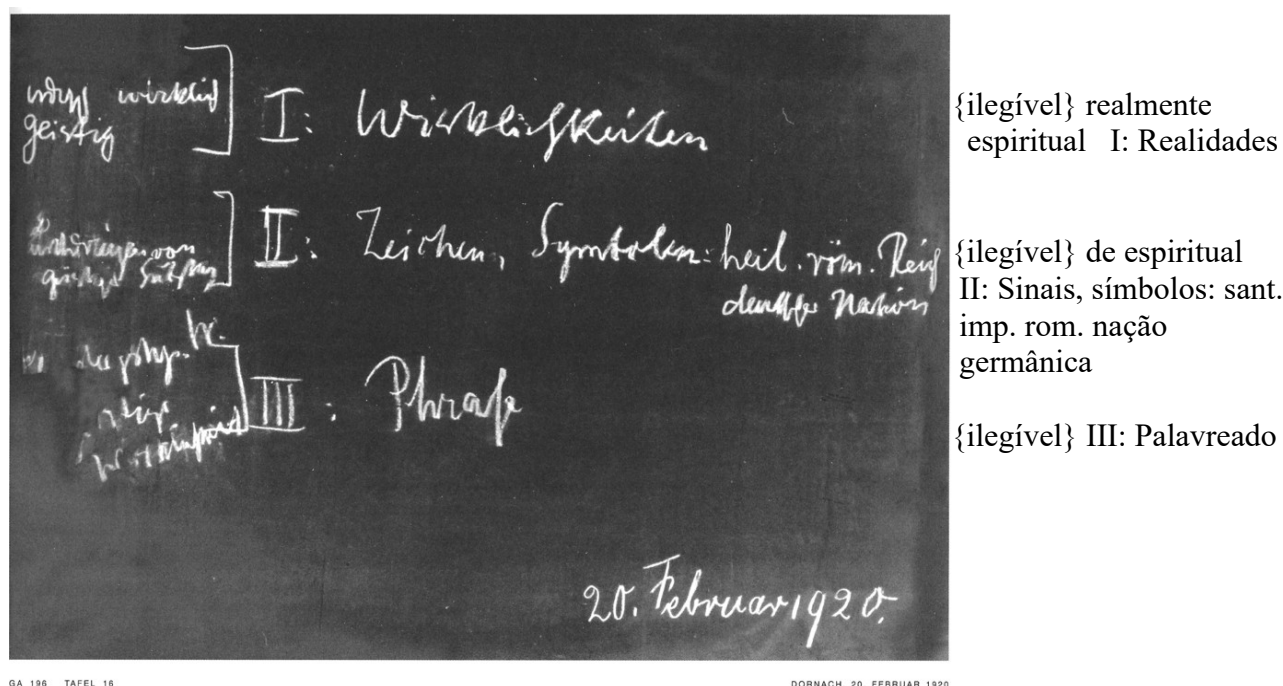 wirklich
geistig
I: Wirklichkeiten
II: Zeichen, Symbolen: heil. röm. Reich
deutscher Nation
von
III: Phrase
20. Februar 1920.
GA 196 TAFEL 16
DORNACH, 20. FEBRUAR 1920
{ilegível} realmente
espiritual I: Realidades
{ilegível} de espiritual
II: Sinais, símbolos: sant.
imp. rom. nação
germânica
{ilegível} III: Palavreado